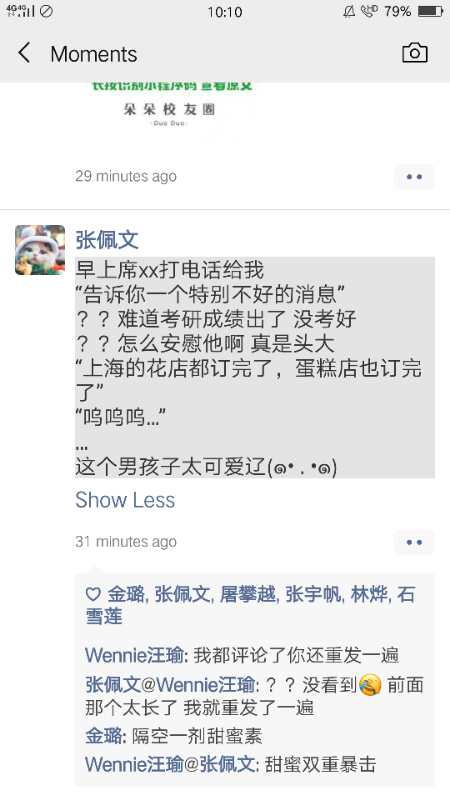 4G 4G
10:10
HD
79%
Moments
长按识别小程序码 查看原文
呆呆校友圈
·Duo Duo·
29 minutes ago
张佩文
早上席xx打电话给我
“告诉你一个特别不好的消息”
？？难道考研成绩出了 没考好
？？怎么安慰他啊 真是头大
“上海的花店都订完了，蛋糕店也订完
了”
“呜呜呜...”
...
这个男孩子太可爱辽(๑• . •๑)
Show Less
31 minutes ago
金璐, 张佩文, 屠攀越, 张宇帆, 林烨, 石
雪莲
Wennie汪瑜: 我都评论了你还重发一遍
张佩文@Wennie汪瑜: ？？没看到🤣 前面
那个太长了 我就重发了一遍
金璐: 隔空一剂甜蜜素
Wennie汪瑜@张佩文: 甜蜜双重暴击